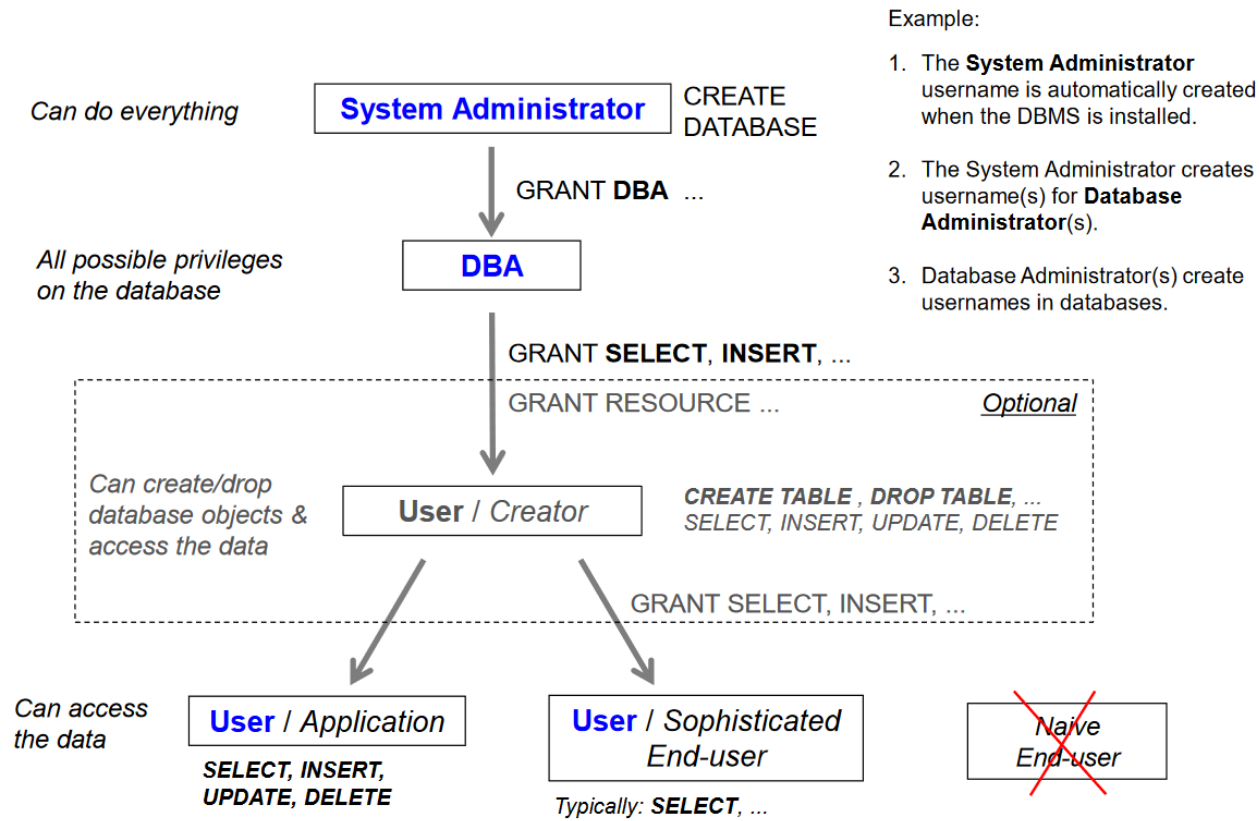 Example:
1. The System Administrator
username is automatically created
when the DBMS is installed.
2. The System Administrator creates
username(s) for Database
Administrator(s).
3. Database Administrator(s) create
usernames in databases.
Can do everything
System Administrator
CREATE
DATABASE
GRANT DBA ...
All possible privileges
on the database
DBA
GRANT SELECT, INSERT, ...
GRANT RESOURCE ...
Optional
Can create/drop
database objects &
access the data
User / Creator
CREATE TABLE , DROP TABLE, ...
SELECT, INSERT, UPDATE, DELETE
GRANT SELECT, INSERT, ...
Can access
the data
User / Application
SELECT, INSERT,
UPDATE, DELETE
User / Sophisticated
End-user
Typically: SELECT, ...
Naive
End-user